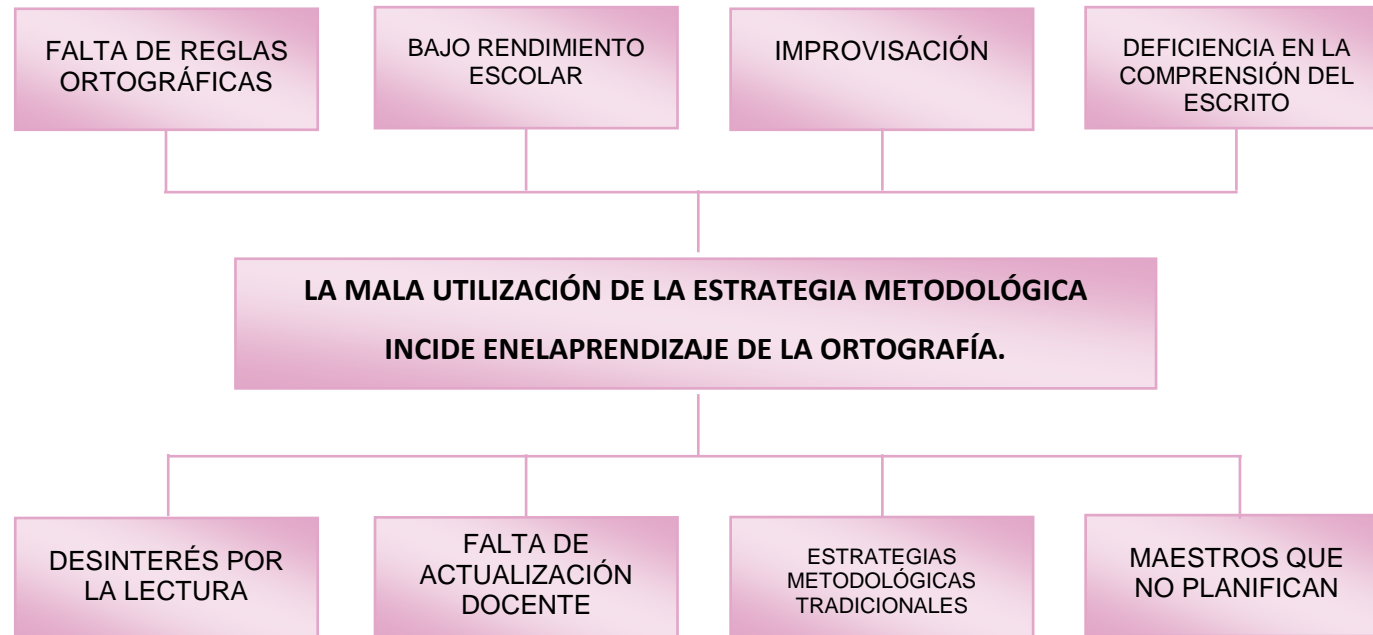 FALTA DE REGLAS
ORTOGRÁFICAS
BAJO RENDIMIENTO
ESCOLAR
IMPROVISACIÓN
DEFICIENCIA EN LA
COMPRENSIÓN DEL
ESCRITO
LA MALA UTILIZACIÓN DE LA ESTRATEGIA METODOLÓGICA
INCIDE ENELAPRENDIZAJE DE LA ORTOGRAFÍA.
DESINTERÉS POR
LA LECTURA
FALTA DE
ACTUALIZACIÓN
DOCENTE
ESTRATEGIAS
METODOLÓGICAS
TRADICIONALES
MAESTROS QUE
NO PLANIFICAN